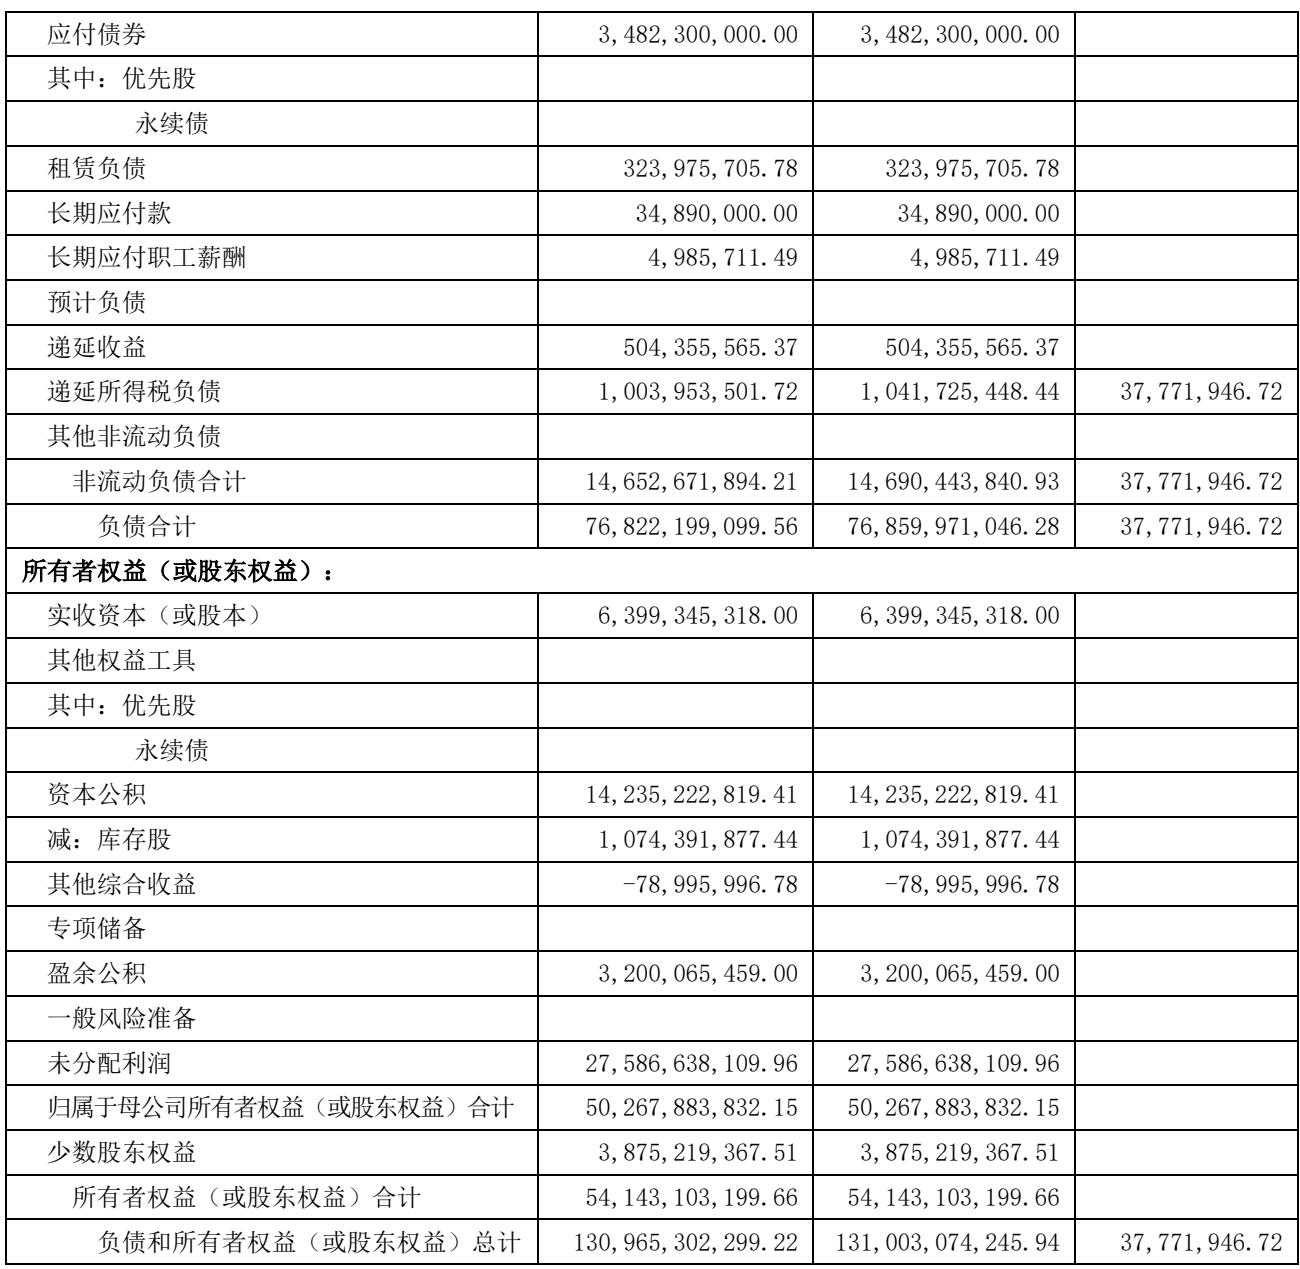 应付债券 3,482,300,000.00 3,482,300,000.00
其中：优先股
永续债
租赁负债 323,975,705.78 323,975,705.78
长期应付款 34,890,000.00 34,890,000.00
长期应付职工薪酬 4,985,711.49 4,985,711.49
预计负债
递延收益 504,355,565.37 504,355,565.37
递延所得税负债 1,003,953,501.72 1,041,725,448.44 37,771,946.72
其他非流动负债
非流动负债合计 14,652,671,894.21 14,690,443,840.93 37,771,946.72
负债合计 76,822,199,099.56 76,859,971,046.28 37,771,946.72
所有者权益（或股东权益）：
实收资本（或股本） 6,399,345,318.00 6,399,345,318.00
其他权益工具
其中：优先股
永续债
资本公积 14,235,222,819.41 14,235,222,819.41
减：库存股 1,074,391,877.44 1,074,391,877.44
其他综合收益 -78,995,996.78 -78,995,996.78
专项储备
盈余公积 3,200,065,459.00 3,200,065,459.00
一般风险准备
未分配利润 27,586,638,109.96 27,586,638,109.96
归属于母公司所有者权益（或股东权益）合计 50,267,883,832.15 50,267,883,832.15
少数股东权益 3,875,219,367.51 3,875,219,367.51
所有者权益（或股东权益）合计 54,143,103,199.66 54,143,103,199.66
负债和所有者权益（或股东权益）总计 130,965,302,299.22 131,003,074,245.94 37,771,946.72